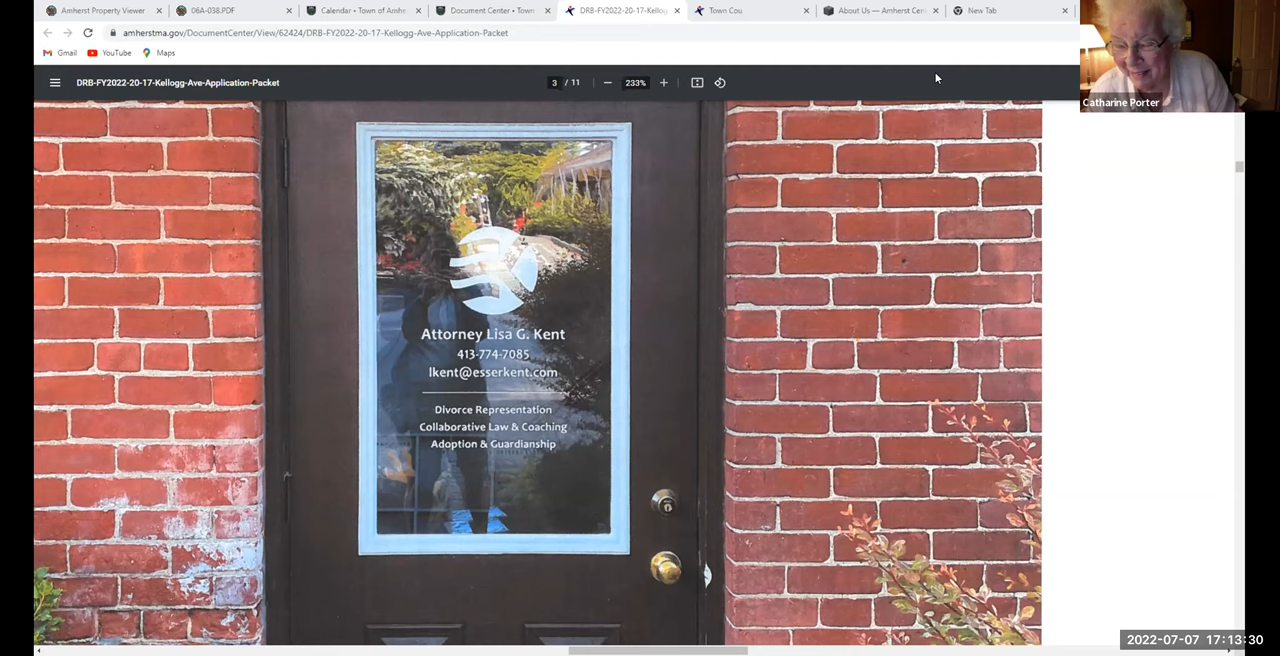 Amherst Property Viewer
06A-038.PDF
Calendar • Town of Amhe
Document Center • Town
DRB-FY2022-20-17-Kellog
Town Cou
About Us — Amherst Cen
New Tab
amherstma.gov/DocumentCenter/View/62424/DRB-FY2022-20-17-Kellogg-Ave-Application-Packet
Gmail
YouTube
Maps
DRB-FY2022-20-17-Kellogg-Ave-Application-Packet
3 / 11
233%
Catharine Porter
Attorney Lisa G. Kent
413-774-7085
lkent@esserkent.com
Divorce Representation
Collaborative Law & Coaching
Adoption & Guardianship
2022-07-07 17:13:30